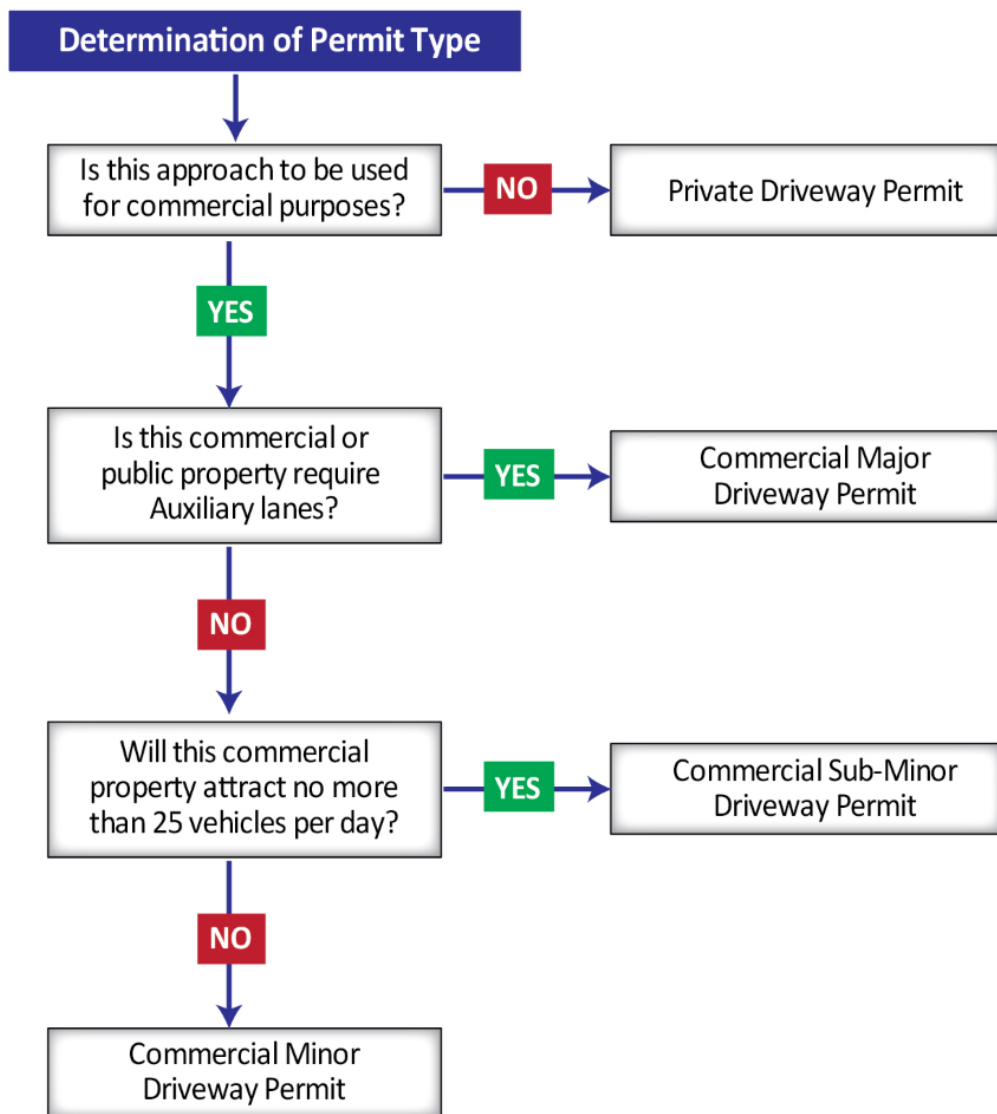 Determination of Permit Type
Is this approach to be used
for commercial purposes?
NO
Private Driveway Permit
YES
Is this commercial or
public property require
Auxiliary lanes?
YES
Commercial Major
Driveway Permit
NO
Will this commercial
property attract no more
than 25 vehicles per day?
YES
Commercial Sub-Minor
Driveway Permit
NO
Commercial Minor
Driveway Permit